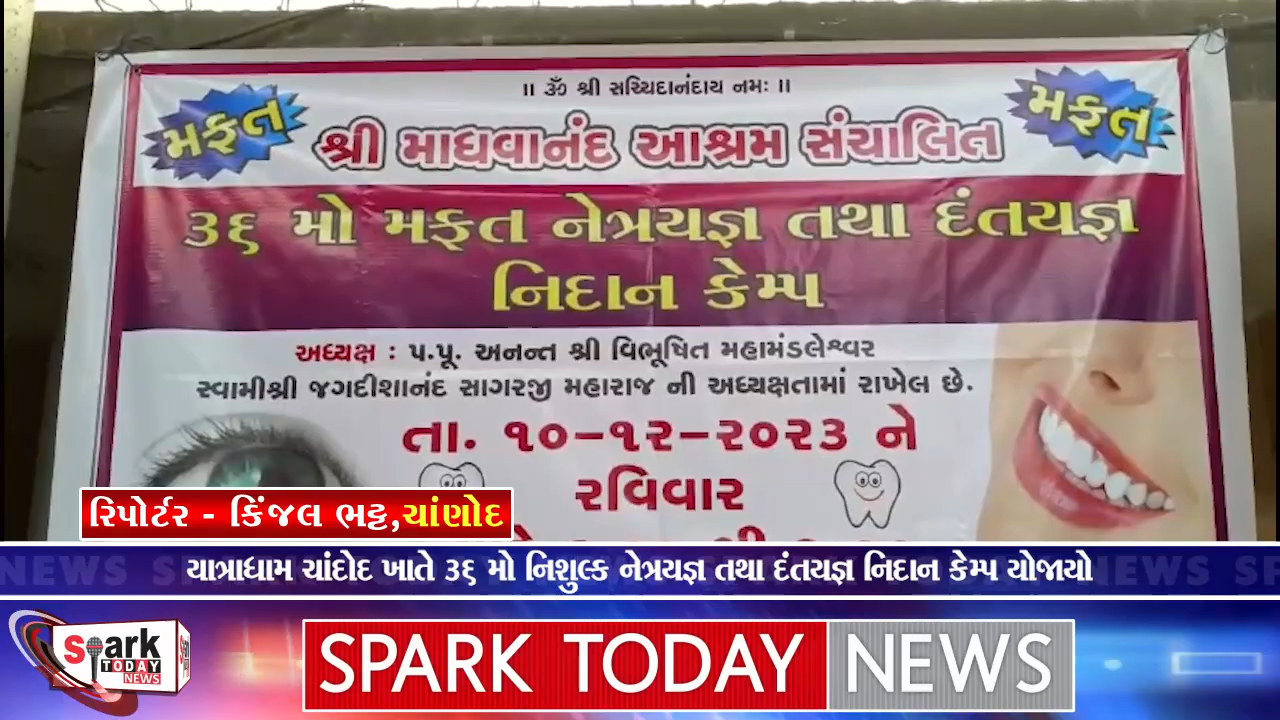 ॥ ૐ શ્રી સચ્ચિદાનંદાય નમઃ ॥
મફત
મફત
શ્રી માધવાનંદ આશ્રમ સંચાલિત
૩૬ મો મફત નેત્રયજ્ઞ તથા દંતયજ્ઞ
નિદાન કેમ્પ
અધ્યક્ષ : પ.પૂ. અનન્ત શ્રી વિભૂષિત મહામંડલેશ્વર
સ્વામીશ્રી જગદીશાનંદ સાગરજી મહારાજ ની અધ્યક્ષતામાં રાખેલ છે.
તા. ૧૦-૧૨-૨૦૨૩ ને
રવિવાર
રિપોર્ટર - કિંજલ ભટ્ટ,ચાંણોદ
યાત્રાધામ ચાંદોદ ખાતે ૩૬ મો નિશુલ્ક નેત્રયજ્ઞ તથા દંતયજ્ઞ નિદાન કેમ્પ યોજાયો
NEWS
EWS SP
Spark
TODAY
NEWS
SPARK TODAY NEWS